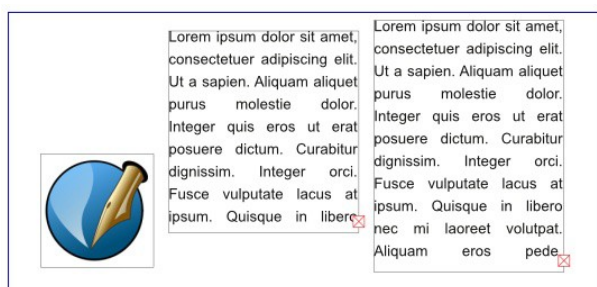 Lorem ipsum dolor sit amet,
consectetuer adipiscing elit.
Ut a sapien. Aliquam aliquet
purus molestie dolor.
Integer quis eros ut erat
posuere dictum. Curabitur
dignissim. Integer orci.
Fusce vulputate lacus at
ipsum. Quisque in libero
Lorem ipsum dolor sit amet,
consectetuer adipiscing elit.
Ut a sapien. Aliquam aliquet
purus molestie dolor.
Integer quis eros ut erat
posuere dictum. Curabitur
dignissim. Integer orci.
Fusce vulputate lacus at
ipsum. Quisque in libero
nec mi laoreet volutpat.
Aliquam eros pede,